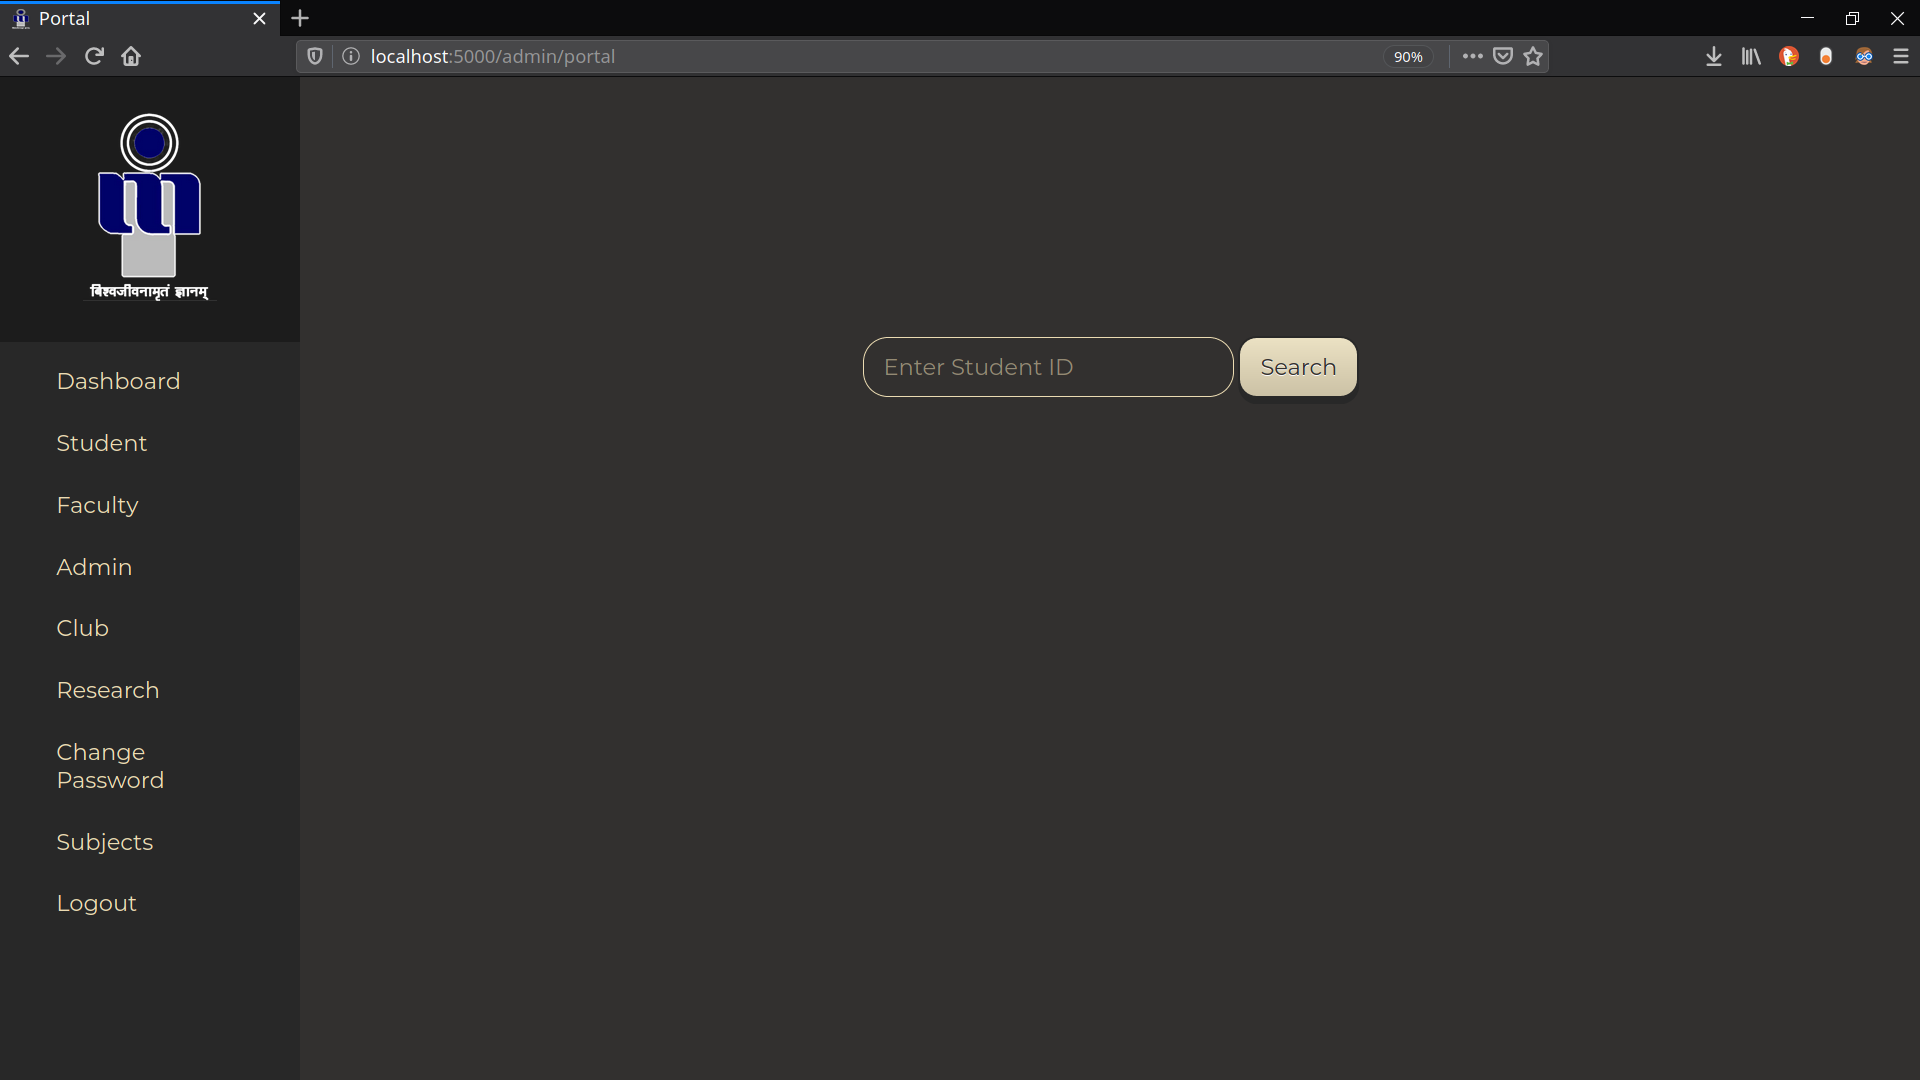 Portal
localhost:5000/admin/portal
90%
बिश्वजीवनामृतं ज्ञानम्
Enter Student ID
Search
Dashboard
Student
Faculty
Admin
Club
Research
Change
Password
Subjects
Logout